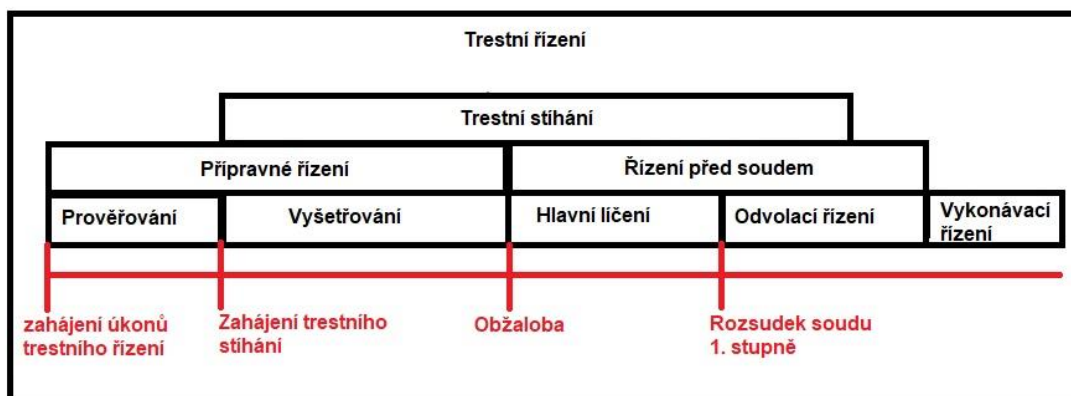 Trestní řízení
Trestní stíhání
Přípravné řízení
Řízení před soudem
Prověřování
Vyšetřování
Hlavní líčení
Odvolací řízení
Vykonávací
řízení
zahájení úkonů
trestního řízení
Zahájení trestního
stíhání
Obžaloba
Rozsudek soudu
1. stupně